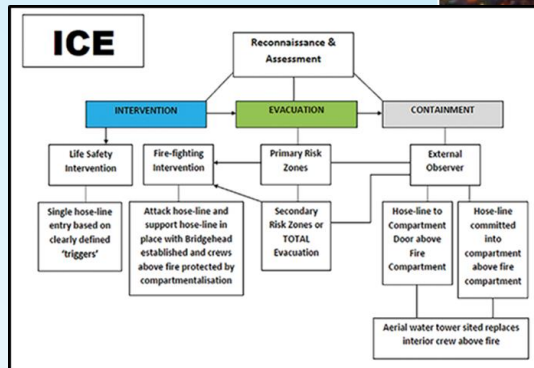 ICE
Reconnaissance &
Assessment
INTERVENTION
EVACUATION
CONTAINMENT
Life Safety
Intervention
Fire-fighting
Intervention
Primary Risk
Zones
External
Observer
Single hose-line
entry based on
clearly defined
‘triggers’
Attack hose-line and
support hose-line in
place with Bridgehead
established and crews
above fire protected by
compartmentalisation
Secondary
Risk Zones or
TOTAL
Evacuation
Hose-line to
Compartment
Door above
Fire
Compartment
Hose-line
committed
into
compartment
above fire
compartment
Aerial water tower sited replaces
interior crew above fire